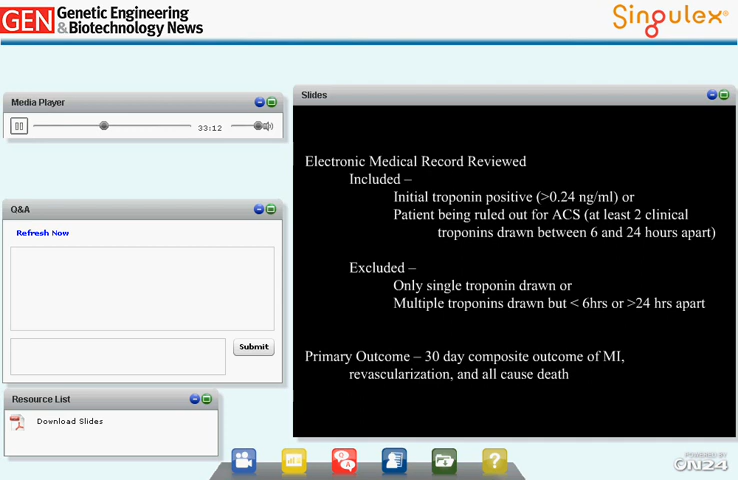 GEN Genetic Engineering
& Biotechnology News
Singulex®
Media Player
33:12
Q&A
Refresh Now
Submit
Resource List
Download Slides
Slides
Electronic Medical Record Reviewed
Included –
Initial troponin positive (>0.24 ng/ml) or
Patient being ruled out for ACS (at least 2 clinical
troponins drawn between 6 and 24 hours apart)
Excluded –
Only single troponin drawn or
Multiple troponins drawn but < 6hrs or >24 hrs apart
Primary Outcome – 30 day composite outcome of MI,
revascularization, and all cause death
Q
A
?
POWERED BY
ON24